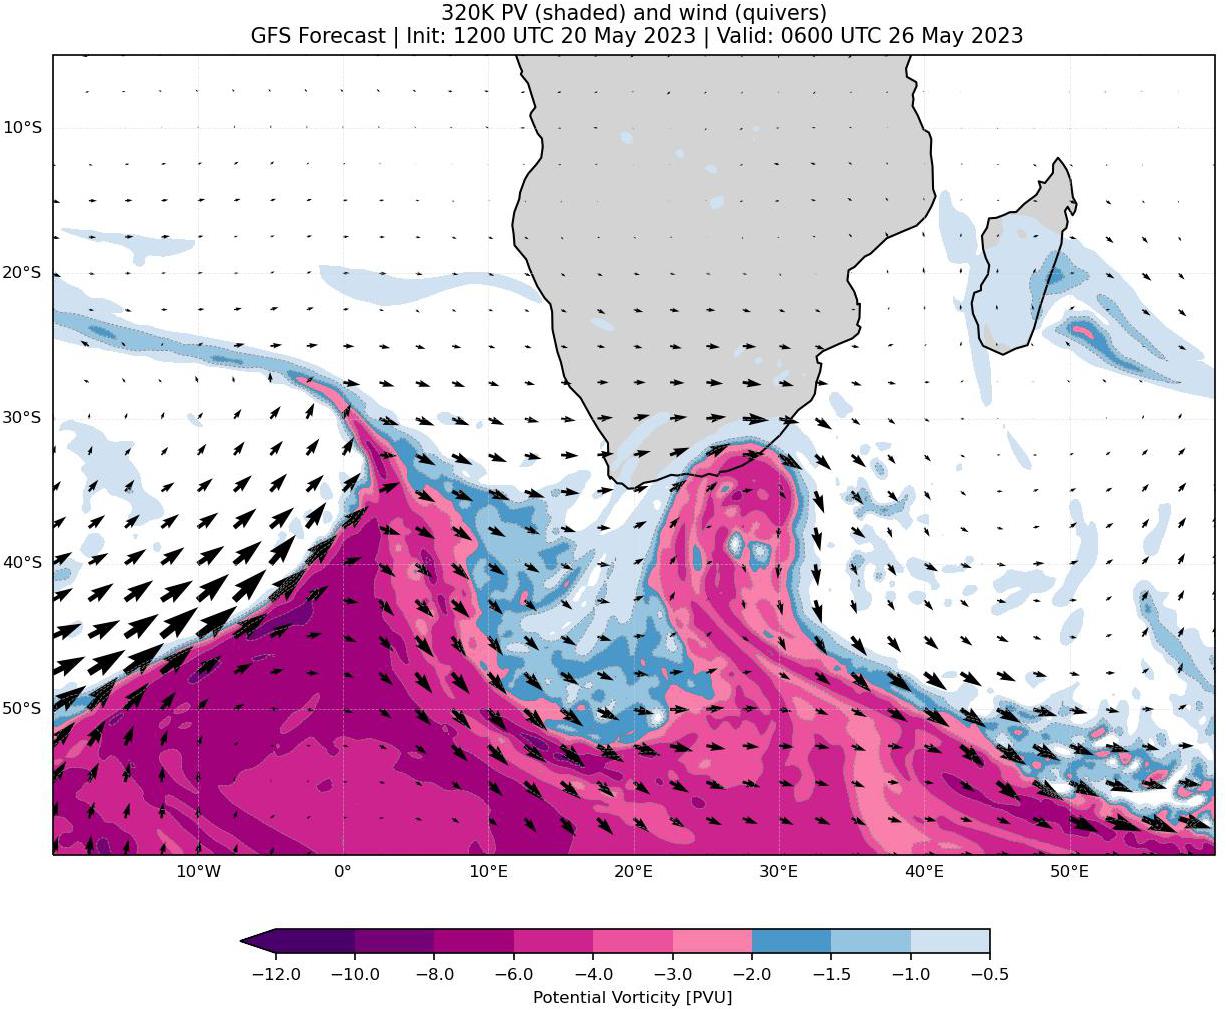 320K PV (shaded) and wind (quivers)
GFS Forecast | Init: 1200 UTC 20 May 2023 | Valid: 0600 UTC 26 May 2023
10°S
20°S
30°S
40°S
50°S
10°W 0° 10°E 20°E 30°E 40°E 50°E
−12.0 −10.0 −8.0 −6.0 −4.0 −3.0 −2.0 −1.5 −1.0 −0.5
Potential Vorticity [PVU]